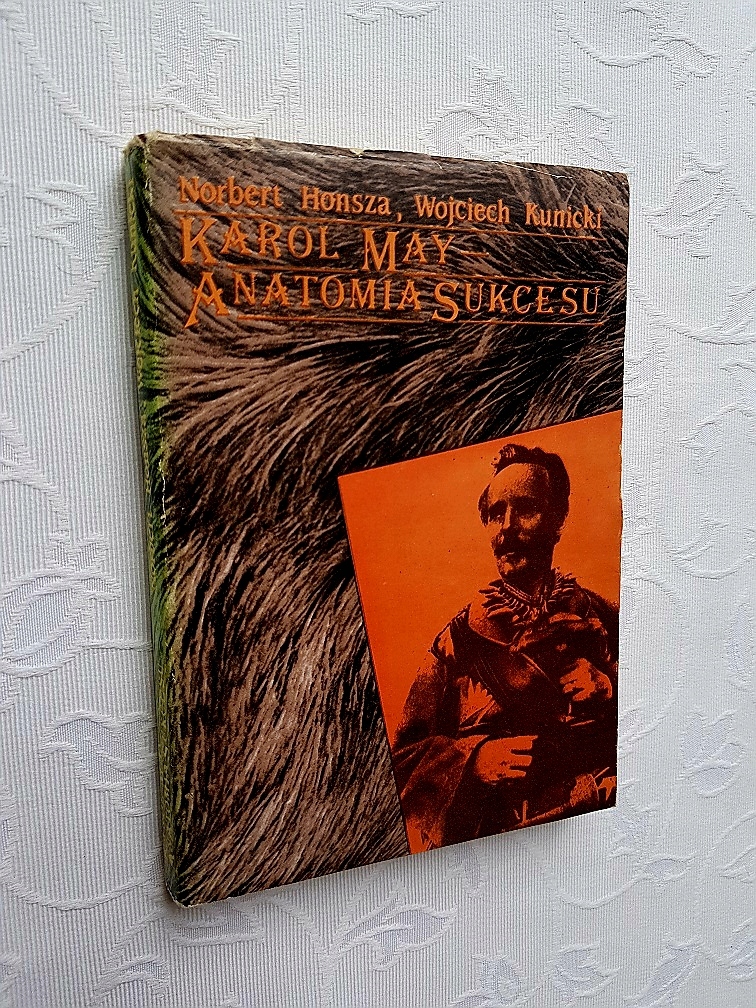 Norbert Honsza, Wojciech Kunicki
KAROL MAY —
ANATOMIA SUKCESU